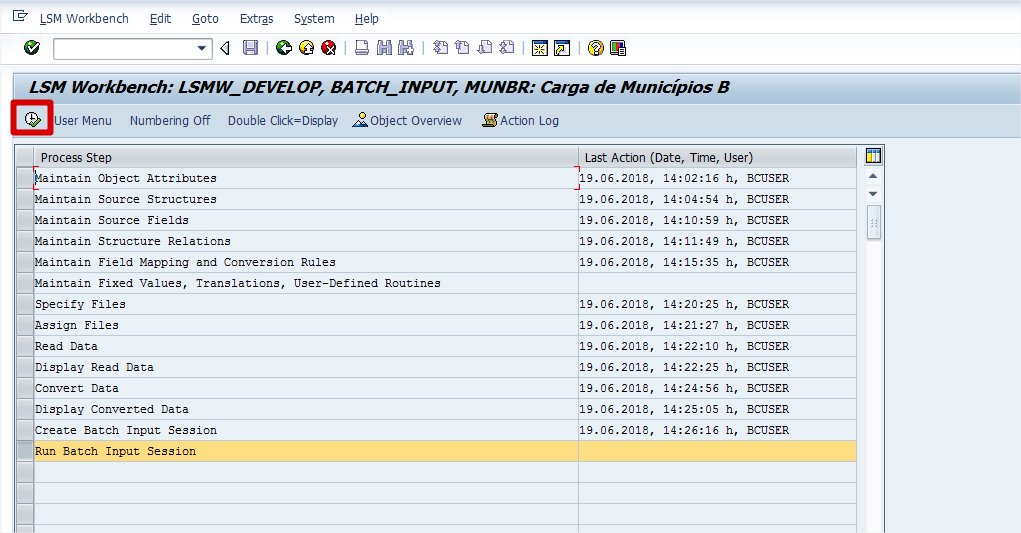 LSM Workbench Edit Goto Extras System Help
LSM Workbench: LSMW_DEVELOP, BATCH_INPUT, MUNBR: Carga de Municípios B
User Menu Numbering Off Double Click=Display Object Overview Action Log
Process Step Last Action (Date, Time, User)
Maintain Object Attributes 19.06.2018, 14:02:16 h, BCUSER
Maintain Source Structures 19.06.2018, 14:04:54 h, BCUSER
Maintain Source Fields 19.06.2018, 14:10:59 h, BCUSER
Maintain Structure Relations 19.06.2018, 14:11:49 h, BCUSER
Maintain Field Mapping and Conversion Rules 19.06.2018, 14:15:35 h, BCUSER
Maintain Fixed Values, Translations, User-Defined Routines
Specify Files 19.06.2018, 14:20:25 h, BCUSER
Assign Files 19.06.2018, 14:21:27 h, BCUSER
Read Data 19.06.2018, 14:22:10 h, BCUSER
Display Read Data 19.06.2018, 14:22:25 h, BCUSER
Convert Data 19.06.2018, 14:24:56 h, BCUSER
Display Converted Data 19.06.2018, 14:25:05 h, BCUSER
Create Batch Input Session 19.06.2018, 14:26:16 h, BCUSER
Run Batch Input Session